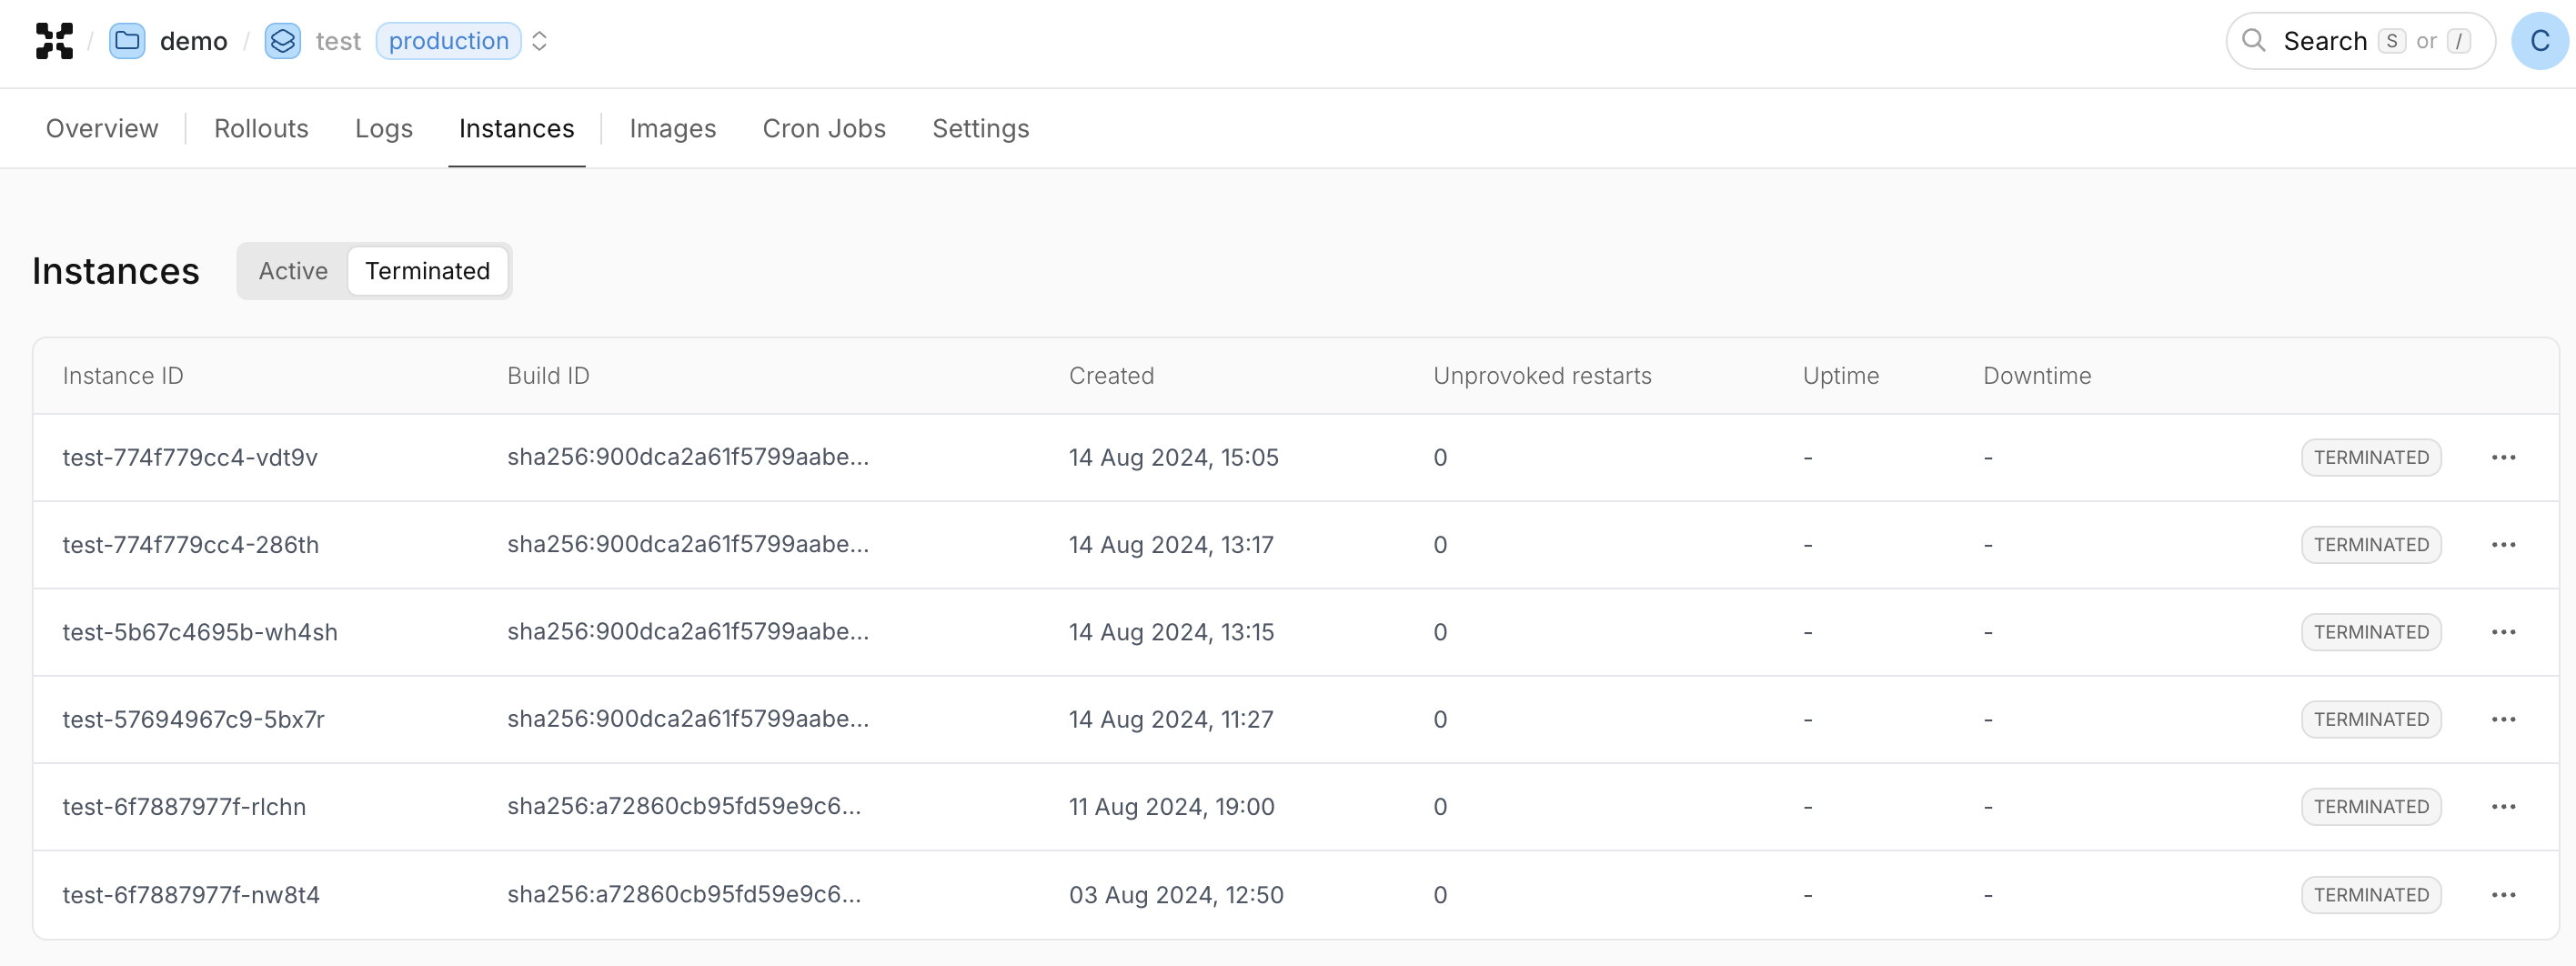 / demo / test production Search S or / C
Overview Rollouts Logs Instances Images Cron Jobs Settings
Instances Active Terminated
Instance ID Build ID Created Unprovoked restarts Uptime Downtime
test-774f779cc4-vdt9v sha256:900dca2a61f5799aabe... 14 Aug 2024, 15:05 0 - - TERMINATED ...
test-774f779cc4-286th sha256:900dca2a61f5799aabe... 14 Aug 2024, 13:17 0 - - TERMINATED ...
test-5b67c4695b-wh4sh sha256:900dca2a61f5799aabe... 14 Aug 2024, 13:15 0 - - TERMINATED ...
test-57694967c9-5bx7r sha256:900dca2a61f5799aabe... 14 Aug 2024, 11:27 0 - - TERMINATED ...
test-6f7887977f-rlchn sha256:a72860cb95fd59e9c6... 11 Aug 2024, 19:00 0 - - TERMINATED ...
test-6f7887977f-nw8t4 sha256:a72860cb95fd59e9c6... 03 Aug 2024, 12:50 0 - - TERMINATED ...